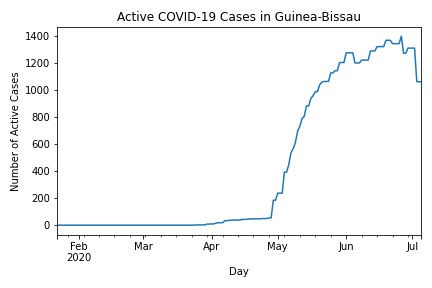 Active COVID-19 Cases in Guinea-Bissau
Number of Active Cases
1400
1200
1000
800
600
400
200
0
Feb
2020
Mar
Apr
May
Jun
Jul
Day